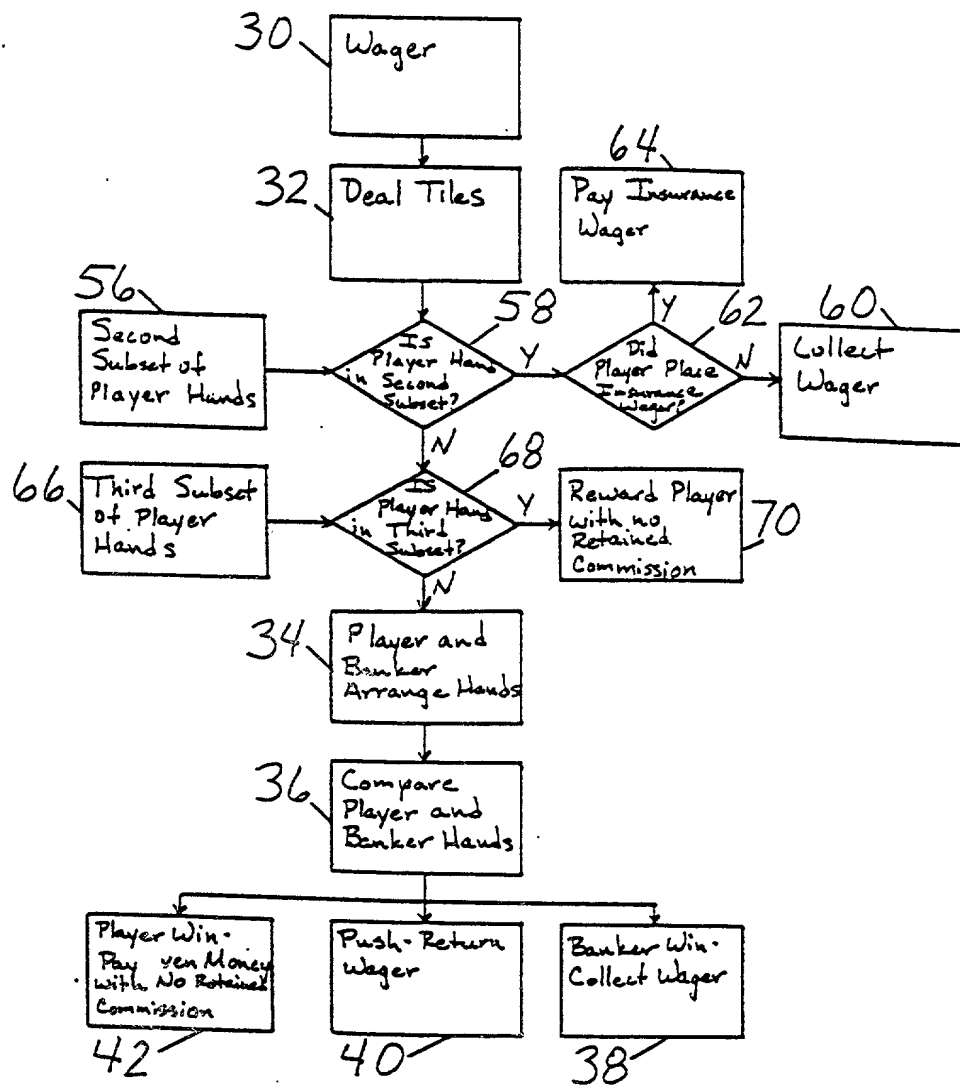 30
Wager
32
Deal Tiles
64
Pay Insurance
Wager
56
Second
Subset of
Player Hands
58
Is
Player Hand
in Second
Subset?
Y
N
62
Did
Player Place
Insurance
Wager?
Y
N
60
Collect
Wager
66
Third Subset
of Player
Hands
68
Is
Player Hand
in Third
Subset?
Y
N
Reward Player
with no
Retained
Commission
70
34
Player and
Banker
Arrange Hands
36
Compare
Player and
Banker Hands
Player Win-
Pay ven Money
with No Retained
Commission
42
Push-Return
Wager
40
Banker Win-
Collect Wager
38